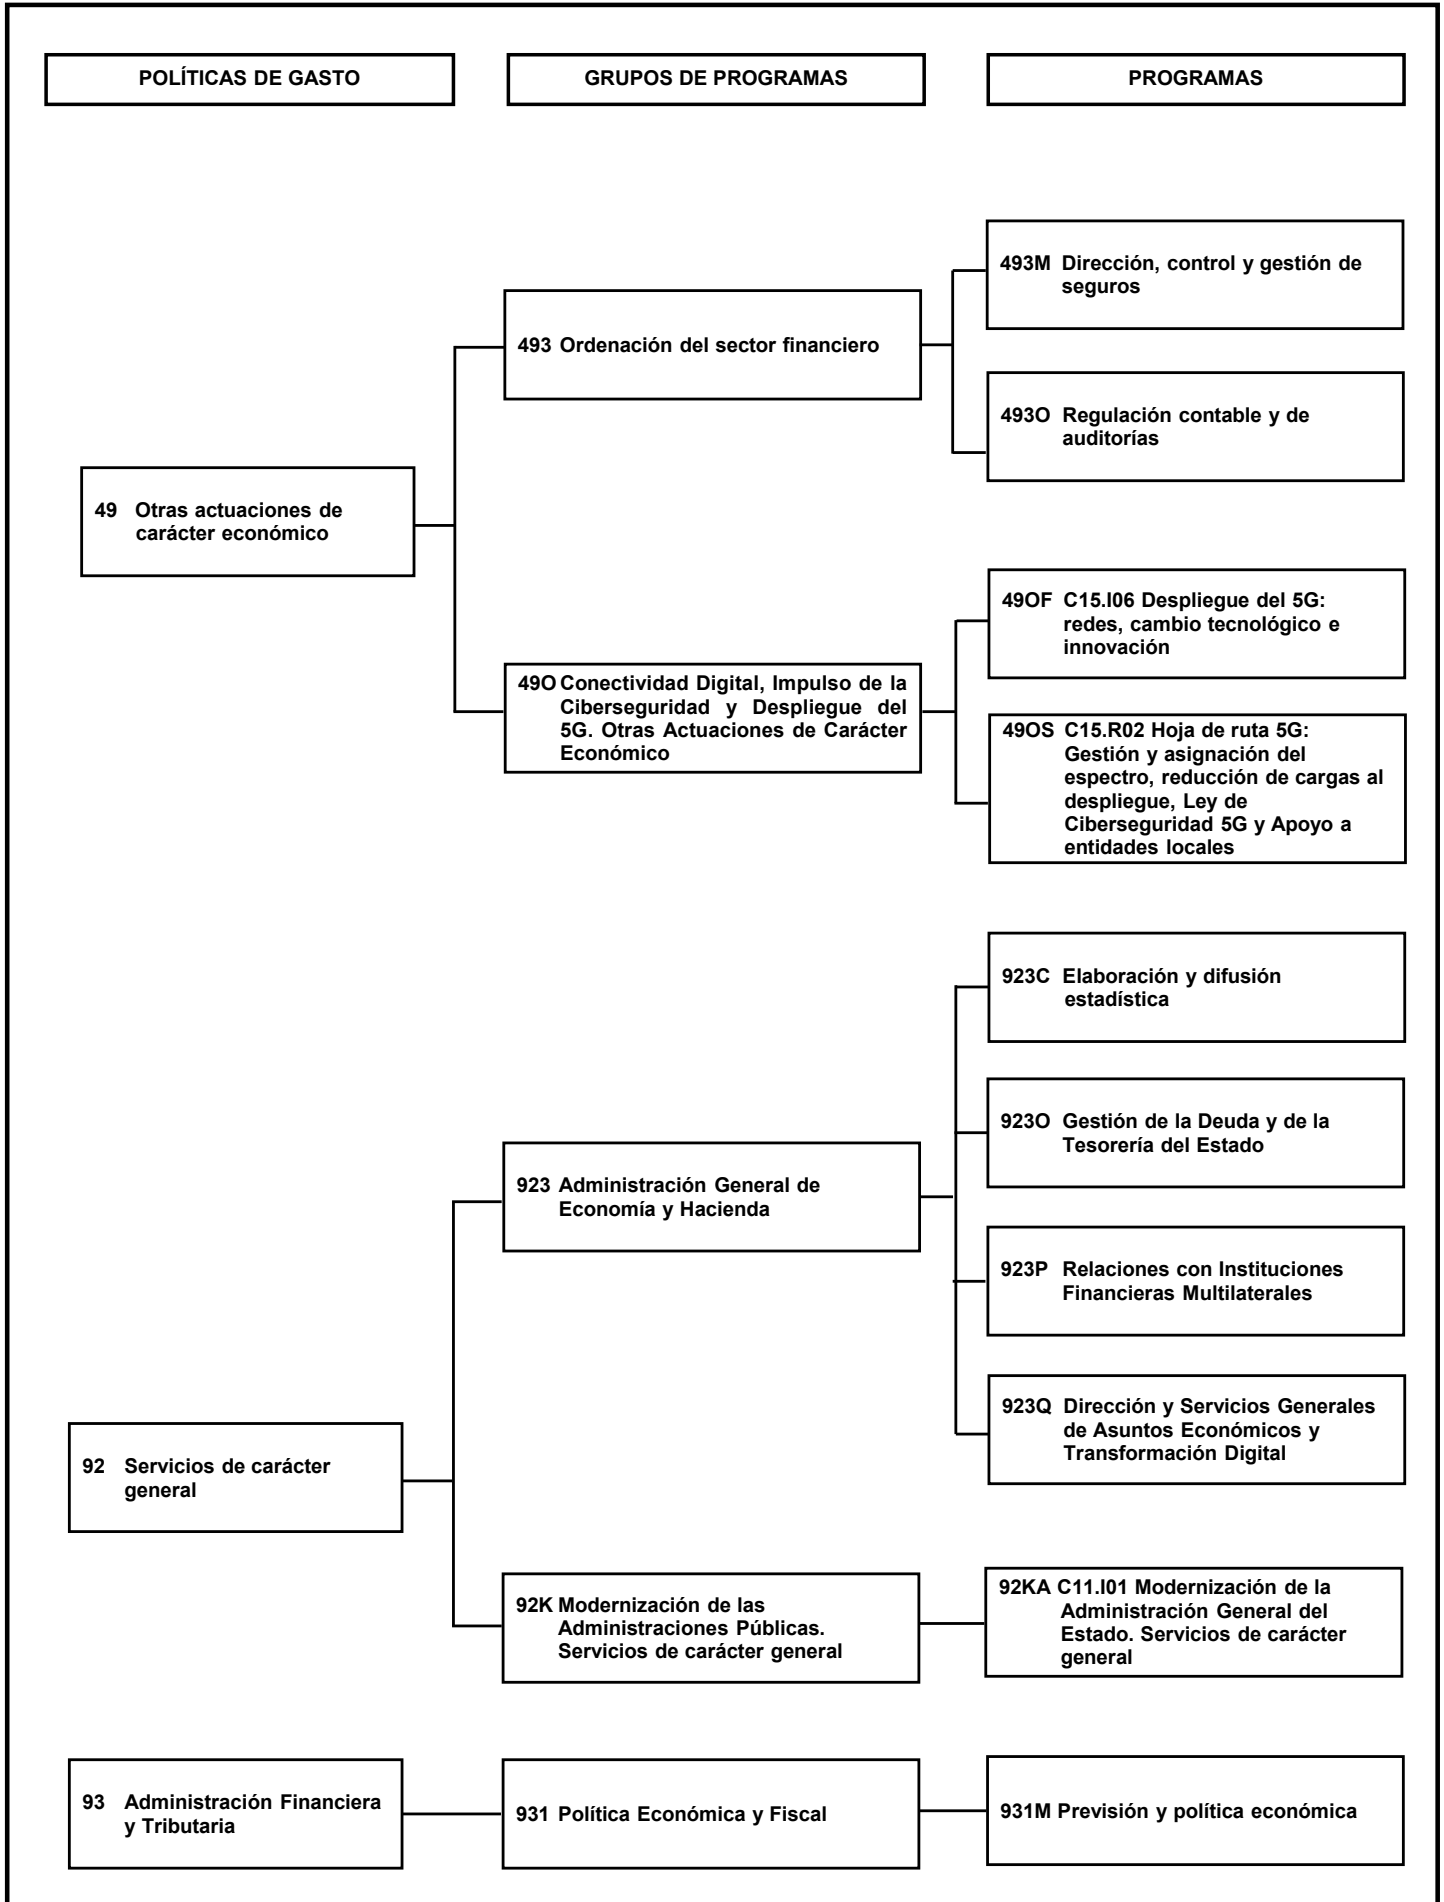 POLÍTICAS DE GASTO
GRUPOS DE PROGRAMAS
PROGRAMAS
49 Otras actuaciones de
carácter económico
493 Ordenación del sector financiero
493M Dirección, control y gestión de
seguros
493O Regulación contable y de
auditorías
49O Conectividad Digital, Impulso de la
Ciberseguridad y Despliegue del
5G. Otras Actuaciones de Carácter
Económico
49OF C15.I06 Despliegue del 5G:
redes, cambio tecnológico e
innovación
49OS C15.R02 Hoja de ruta 5G:
Gestión y asignación del
espectro, reducción de cargas al
despliegue, Ley de
Ciberseguridad 5G y Apoyo a
entidades locales
92 Servicios de carácter
general
923 Administración General de
Economía y Hacienda
923C Elaboración y difusión
estadística
923O Gestión de la Deuda y de la
Tesorería del Estado
923P Relaciones con Instituciones
Financieras Multilaterales
923Q Dirección y Servicios Generales
de Asuntos Económicos y
Transformación Digital
92K Modernización de las
Administraciones Públicas.
Servicios de carácter general
92KA C11.I01 Modernización de la
Administración General del
Estado. Servicios de carácter
general
93 Administración Financiera
y Tributaria
931 Política Económica y Fiscal
931M Previsión y política económica